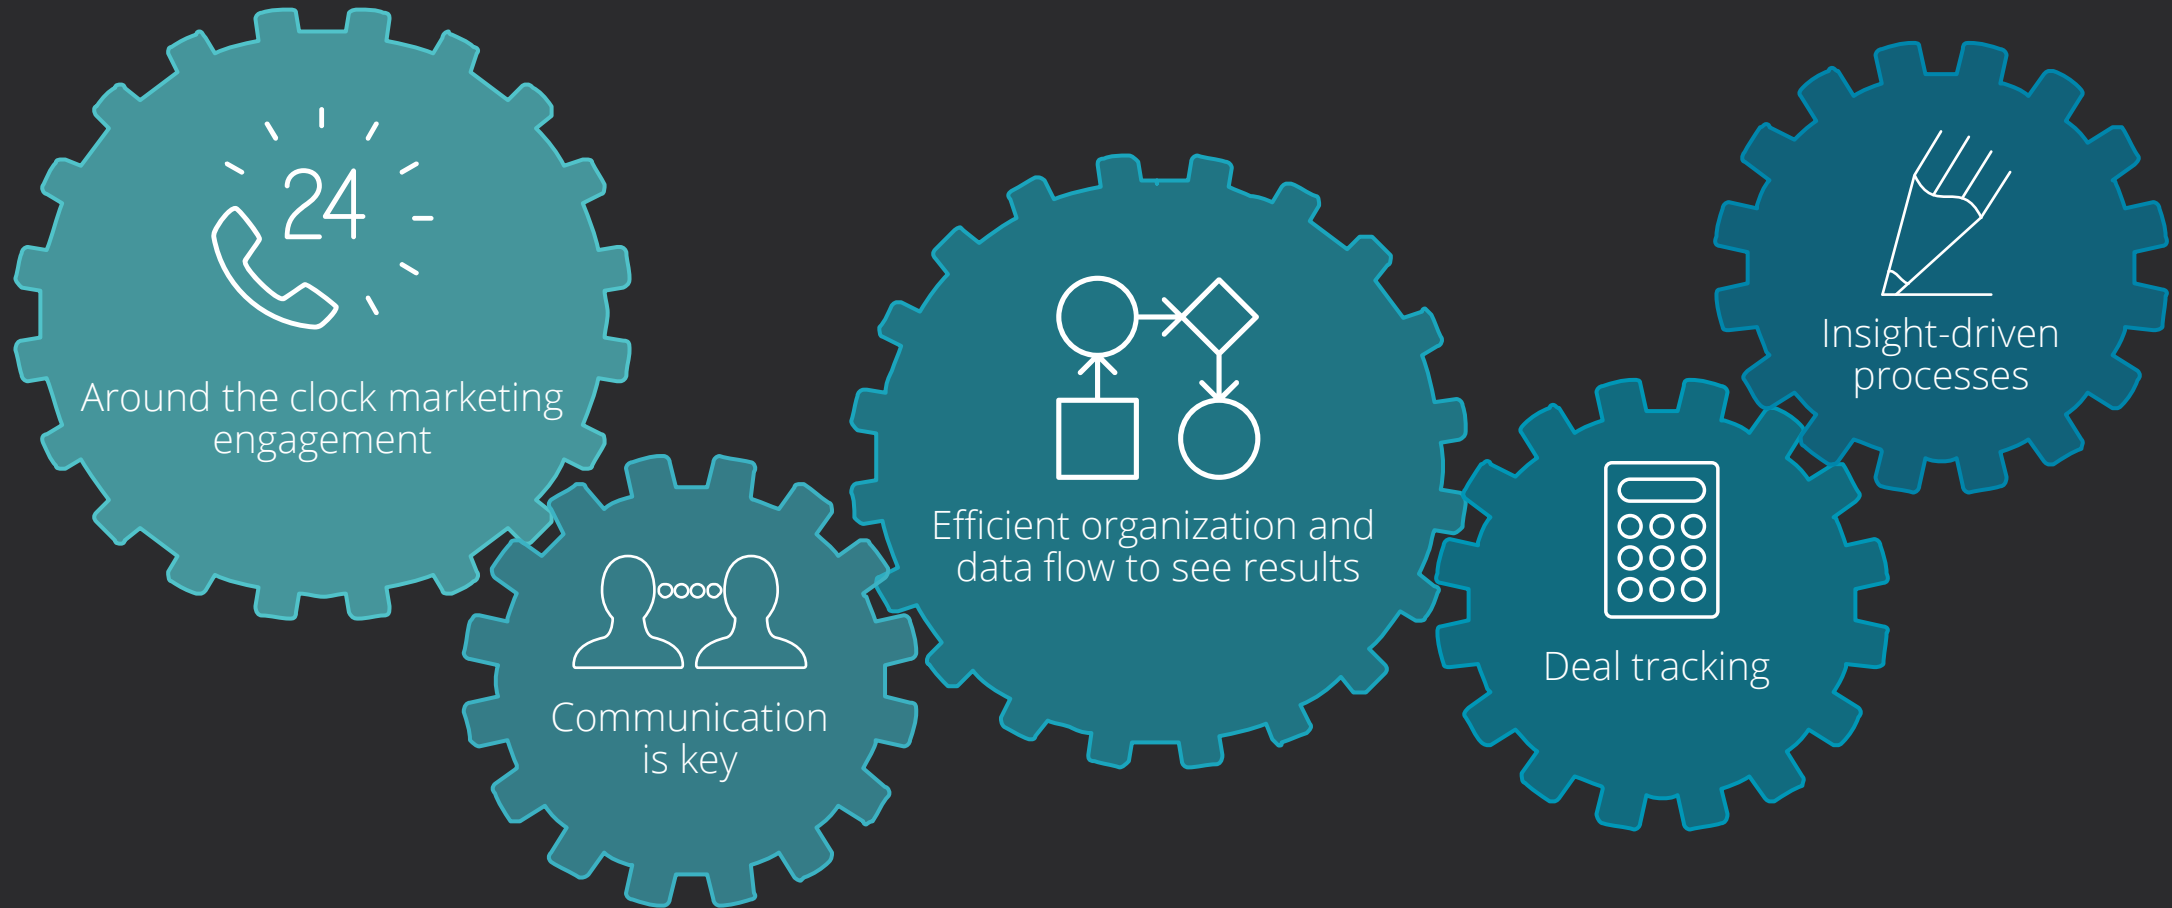 24
Around the clock marketing
engagement
Communication
is key
Efficient organization and
data flow to see results
Deal tracking
Insight-driven
processes